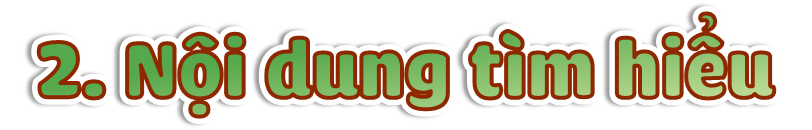 2. Nội dung tìm hiểu